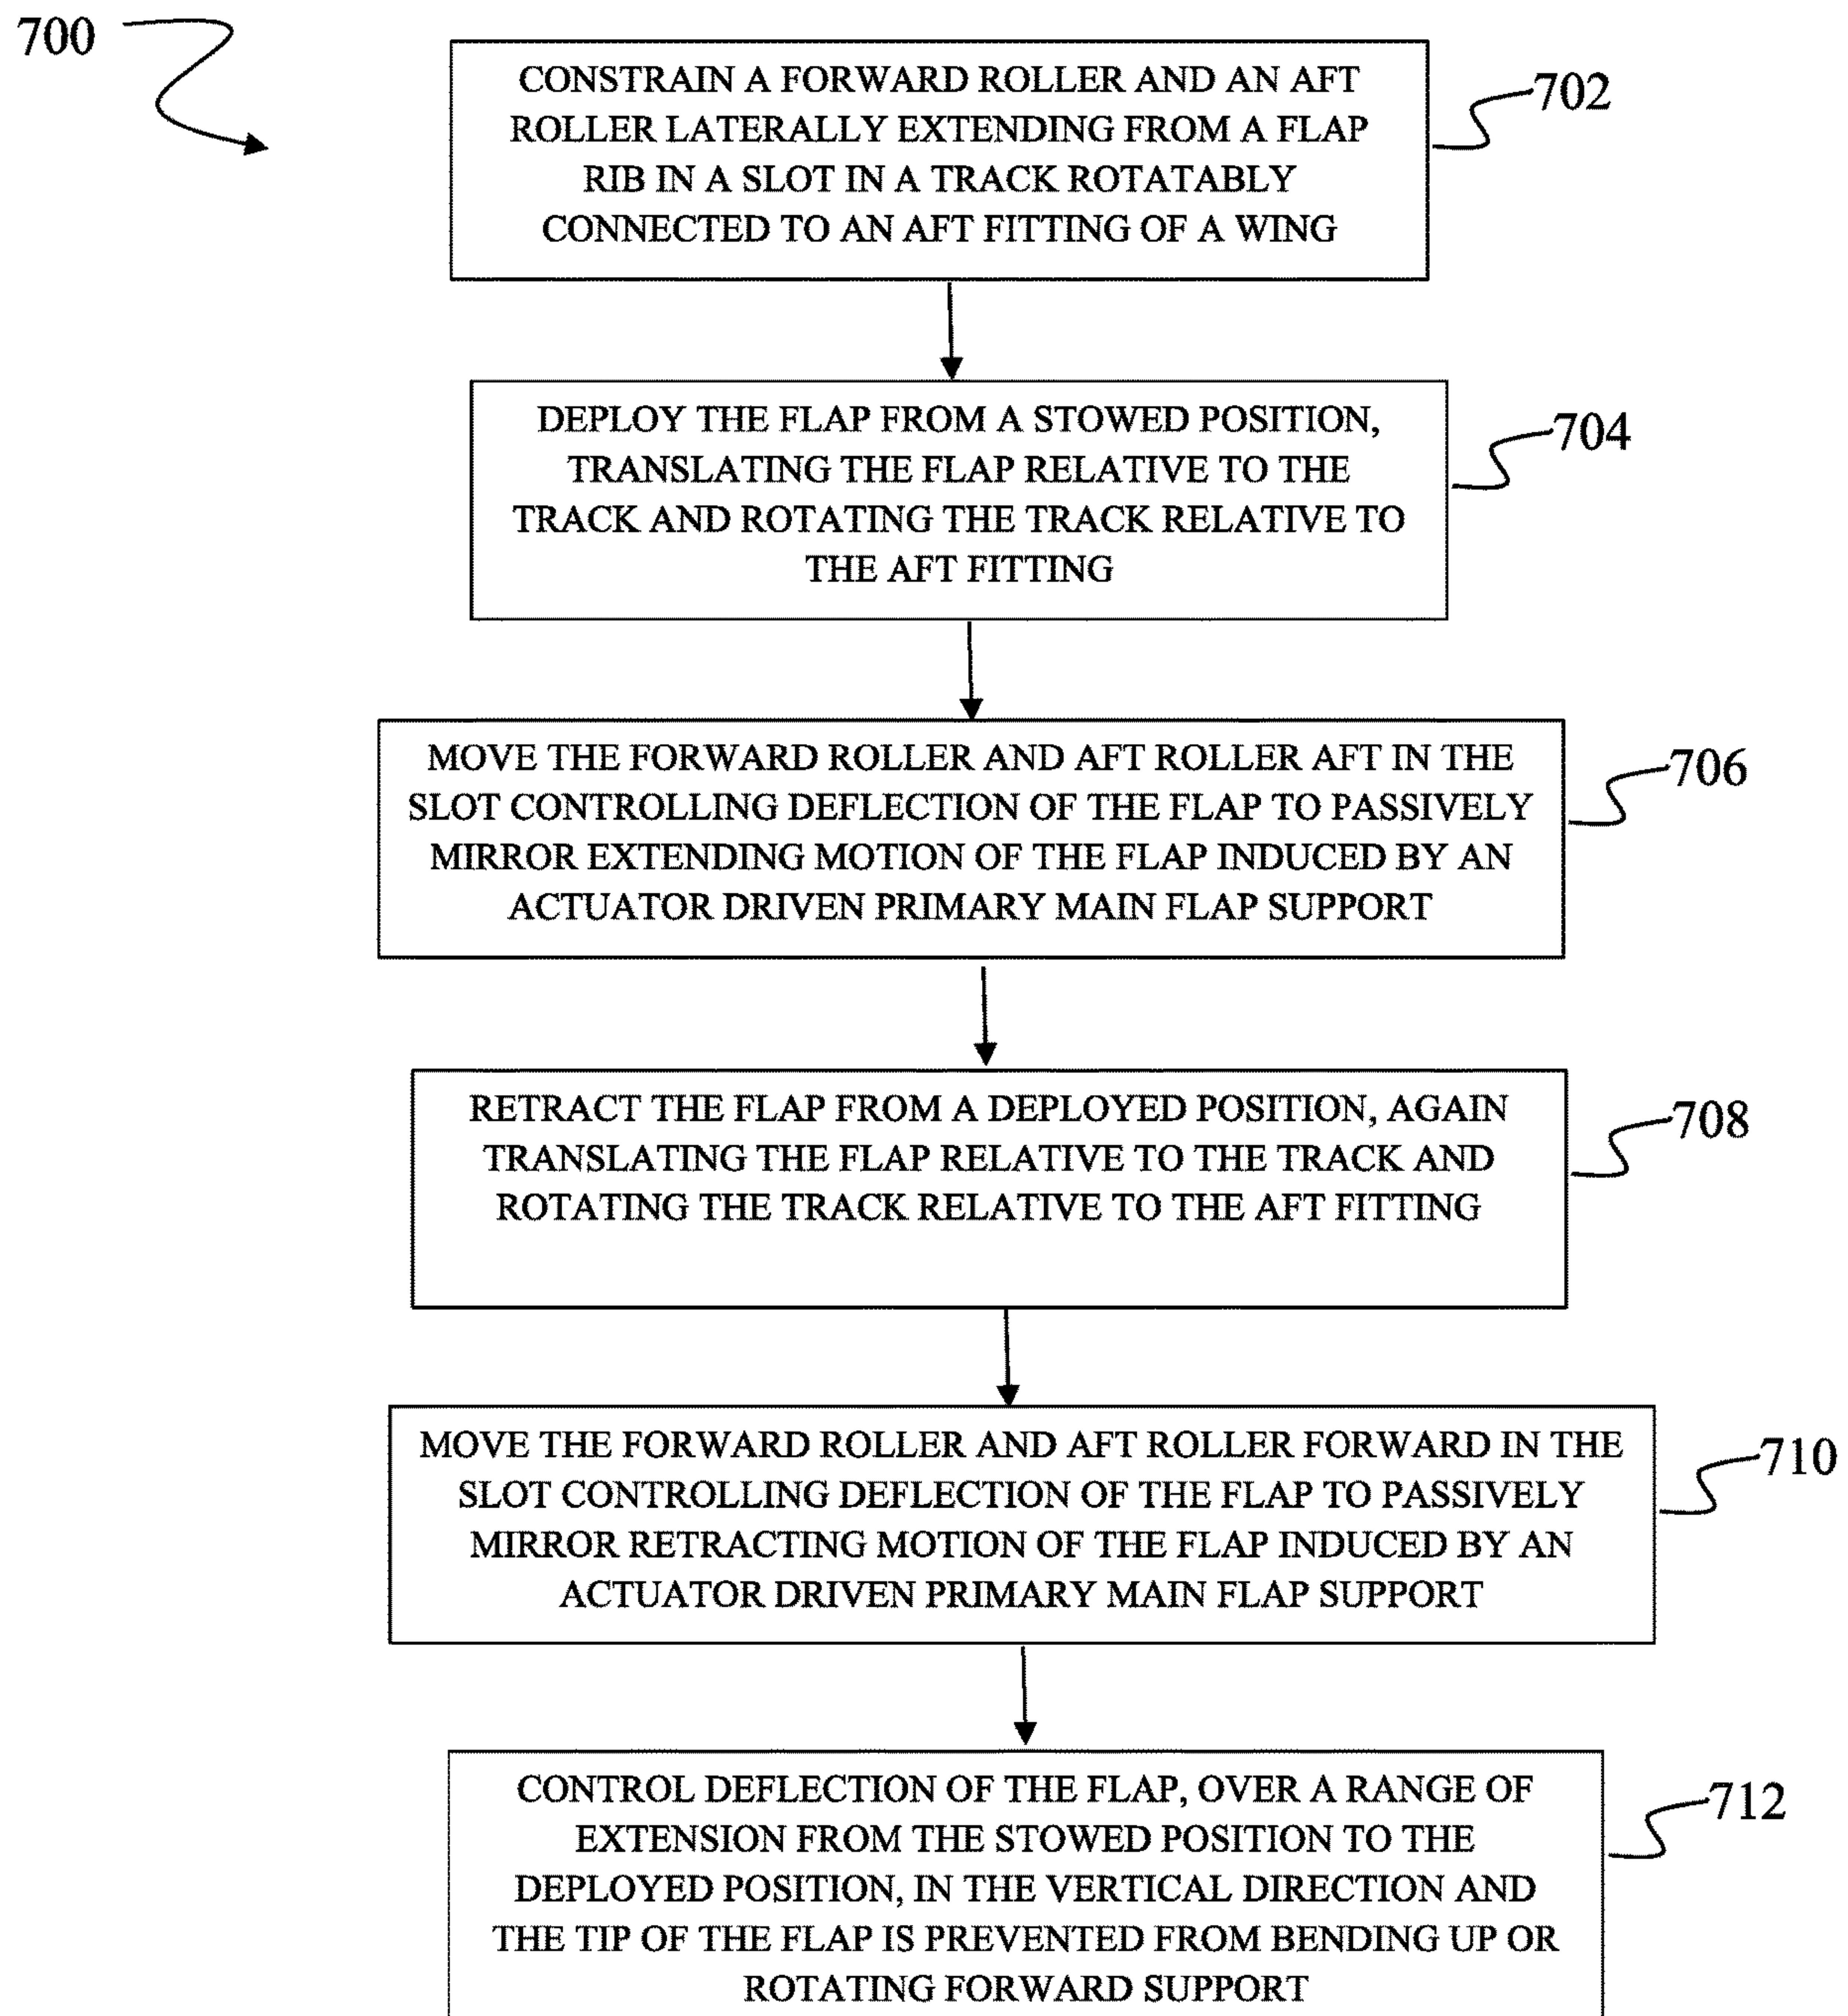 700
CONSTRAIN A FORWARD ROLLER AND AN AFT
ROLLER LATERALLY EXTENDING FROM A FLAP
RIB IN A SLOT IN A TRACK ROTATABLY
CONNECTED TO AN AFT FITTING OF A WING
702
DEPLOY THE FLAP FROM A STOWED POSITION,
TRANSLATING THE FLAP RELATIVE TO THE
TRACK AND ROTATING THE TRACK RELATIVE TO
THE AFT FITTING
704
MOVE THE FORWARD ROLLER AND AFT ROLLER AFT IN THE
SLOT CONTROLLING DEFLECTION OF THE FLAP TO PASSIVELY
MIRROR EXTENDING MOTION OF THE FLAP INDUCED BY AN
ACTUATOR DRIVEN PRIMARY MAIN FLAP SUPPORT
706
RETRACT THE FLAP FROM A DEPLOYED POSITION, AGAIN
TRANSLATING THE FLAP RELATIVE TO THE TRACK AND
ROTATING THE TRACK RELATIVE TO THE AFT FITTING
708
MOVE THE FORWARD ROLLER AND AFT ROLLER FORWARD IN THE
SLOT CONTROLLING DEFLECTION OF THE FLAP TO PASSIVELY
MIRROR RETRACTING MOTION OF THE FLAP INDUCED BY AN
ACTUATOR DRIVEN PRIMARY MAIN FLAP SUPPORT
710
CONTROL DEFLECTION OF THE FLAP, OVER A RANGE OF
EXTENSION FROM THE STOWED POSITION TO THE
DEPLOYED POSITION, IN THE VERTICAL DIRECTION AND
THE TIP OF THE FLAP IS PREVENTED FROM BENDING UP OR
ROTATING FORWARD SUPPORT
712